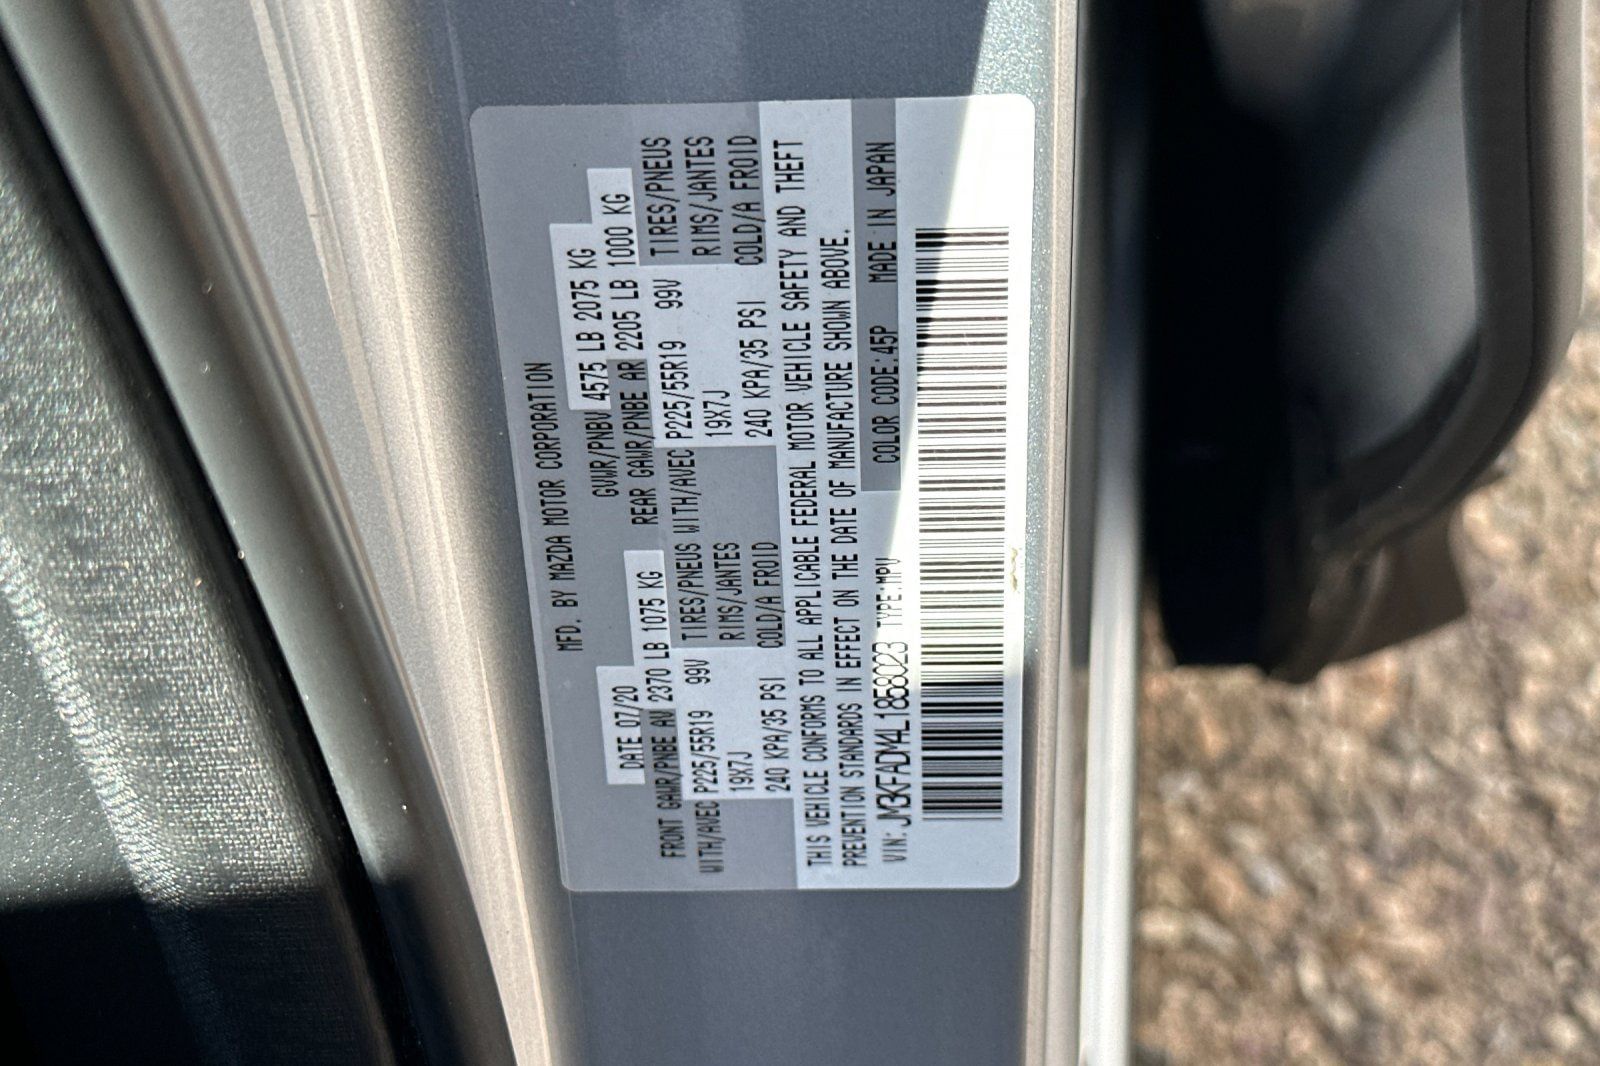 MFD. BY MAZDA MOTOR CORPORATION
DATE 07/20 GVWR/PNBV 4575 LB 2075 KG
FRONT GAWR/PNBE AV 2370 LB 1075 KG REAR GAWR/PNBE AR 2205 LB 1000 KG
WITH/AVEC P225/55R19 99V TIRES/PNEUS WITH/AVEC P225/55R19 99V TIRES/PNEUS
19X7J RIMS/JANTES 19X7J RIMS/JANTES
240 KPA/35 PSI COLD/A FROID 240 KPA/35 PSI COLD/A FROID
THIS VEHICLE CONFORMS TO ALL APPLICABLE FEDERAL MOTOR VEHICLE SAFETY AND THEFT
PREVENTION STANDARDS IN EFFECT ON THE DATE OF MANUFACTURE SHOWN ABOVE.
VIN: JM3KFADM4L1858023 TYPE:MPV COLOR CODE:45P MADE IN JAPAN